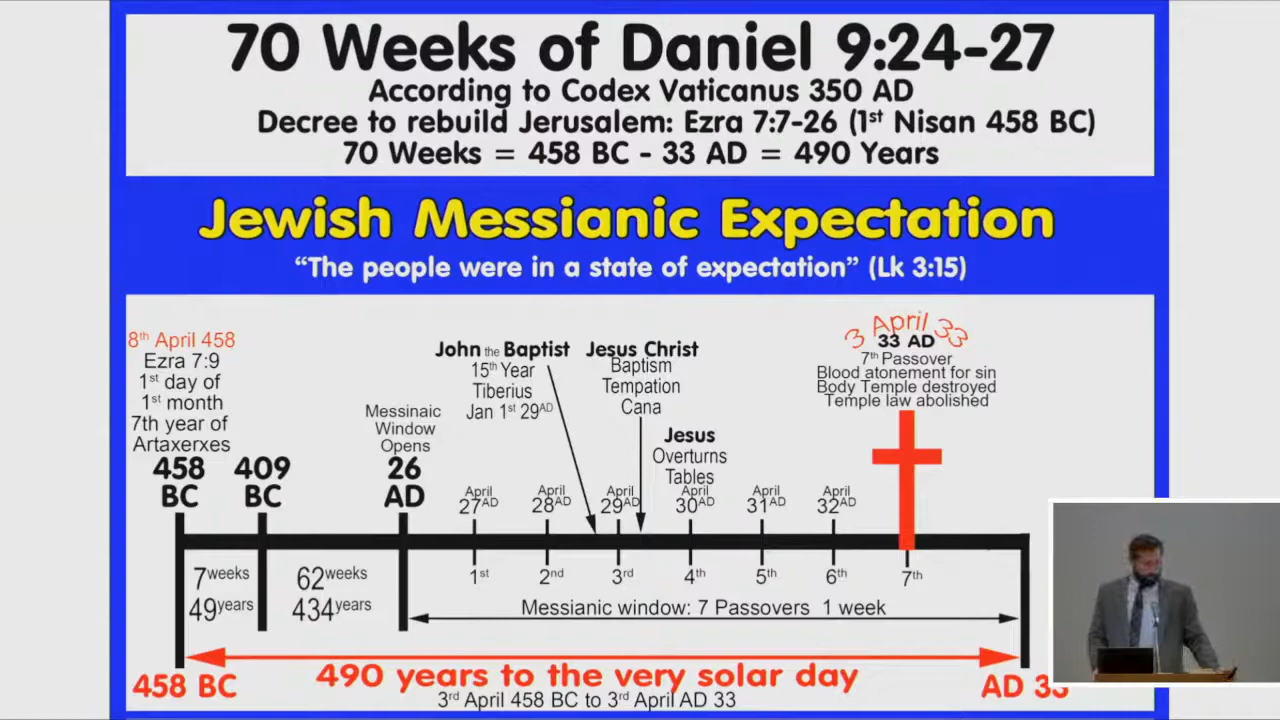 70 Weeks of Daniel 9:24-27
According to Codex Vaticanus 350 AD
Decree to rebuild Jerusalem: Ezra 7:7-26 (1st Nisan 458 BC)
70 Weeks = 458 BC - 33 AD = 490 Years
Jewish Messianic Expectation
“The people were in a state of expectation” (Lk 3:15)
8th April 458
Ezra 7:9
1st day of
1st month
7th year of
Artaxerxes
458
BC
409
BC
Messinaic
Window
Opens
26
AD
John the Baptist
15th Year
Tiberius
Jan 1st 29AD
Jesus Christ
Baptism
Tempation
Cana
Jesus
Overturns
Tables
3 April 33
33 AD
7th Passover
Blood atonement for sin
Body Temple destroyed
Temple law abolished
April
27AD
April
28AD
April
29AD
April
30AD
April
31AD
April
32AD
1st
2nd
3rd
4th
5th
6th
7th
7weeks
49years
62weeks
434years
Messianic window: 7 Passovers 1 week
490 years to the very solar day
3rd April 458 BC to 3rd April AD 33
458 BC
AD 33